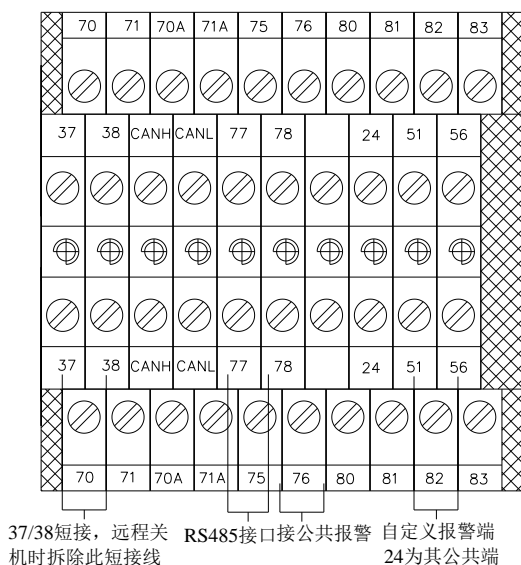 70 71 70A 71A 75 76 80 81 82 83
37 38 CANH CANL 77 78 24 51 56
37 38 CANH CANL 77 78 24 51 56
70 71 70A 71A 75 76 80 81 82 83
37/38短接，远程关
机时拆除此短接线
RS485接口
接公共报警
自定义报警端
24为其公共端